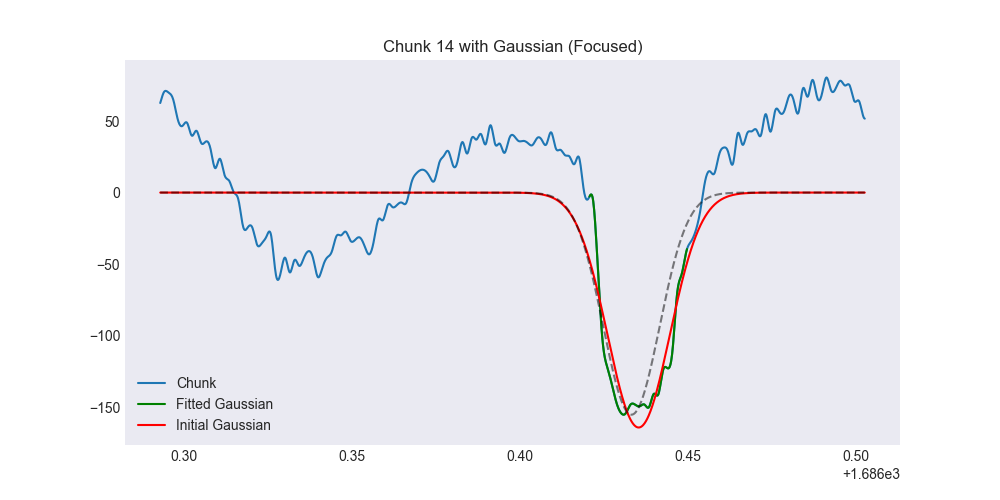 Chunk 14 with Gaussian (Focused)
50
0
−50
−100
−150
Chunk
Fitted Gaussian
Initial Gaussian
0.30 0.35 0.40 0.45 0.50
+1.686e3